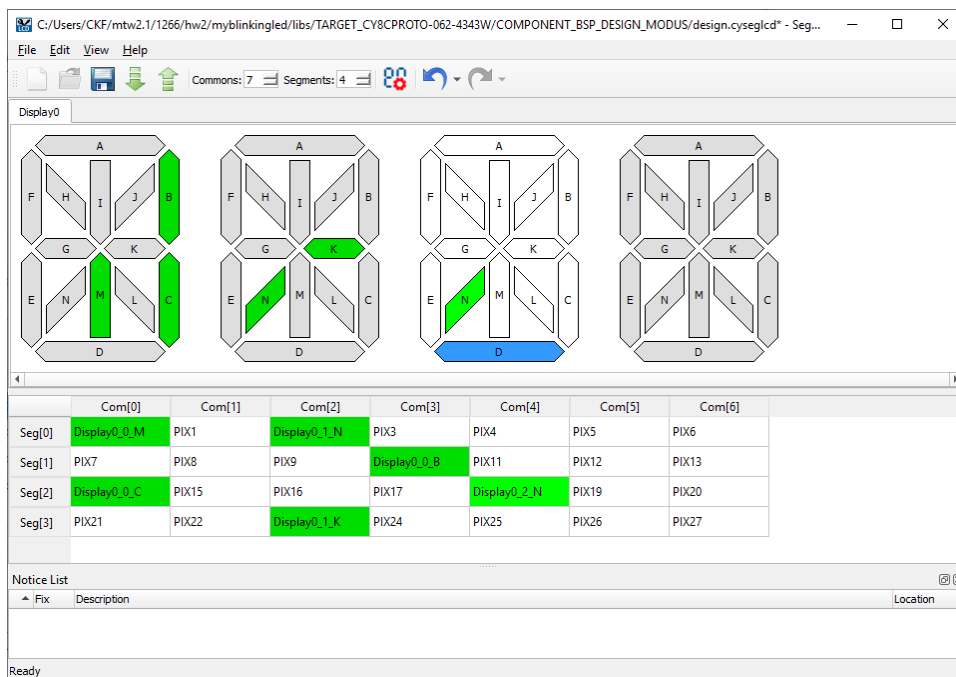 C:/Users/CKF/mtw2.1/1266/hw2/myblinkingled/libs/TARGET_CY8CPROTO-062-4343W/COMPONENT_BSP_DESIGN_MODUS/design.cyseglcd* - Seg...
File Edit View Help
LCD Commons: 7 Segments: 4
Display0
A A A A
F H I J B F H I J B F H I J B F H I J B
G K G K G K G K
E N M L C E N M L C E N M L C E N M L C
D D D D
Com[0] Com[1] Com[2] Com[3] Com[4] Com[5] Com[6]
Seg[0] Display0_0_M PIX1 Display0_1_N PIX3 PIX4 PIX5 PIX6
Seg[1] PIX7 PIX8 PIX9 Display0_0_B PIX11 PIX12 PIX13
Seg[2] Display0_0_C PIX15 PIX16 PIX17 Display0_2_N PIX19 PIX20
Seg[3] PIX21 PIX22 Display0_1_K PIX24 PIX25 PIX26 PIX27
Notice List
Fix Description Location
Ready